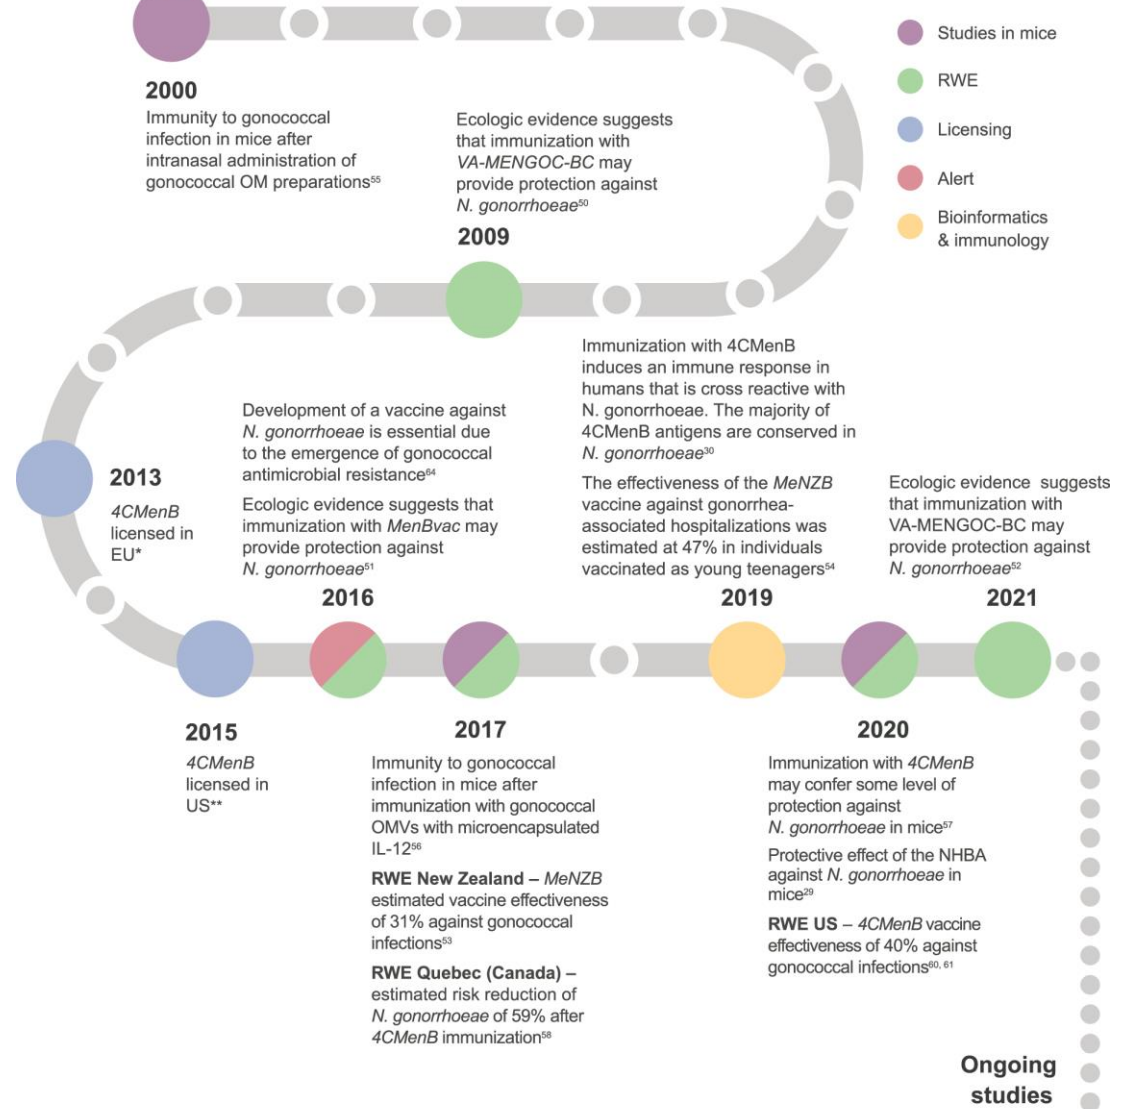 2000
Immunity to gonococcal
infection in mice after
intranasal administration of
gonococcal OM preparations55
Ecologic evidence suggests
that immunization with
VA-MENGOC-BC may
provide protection against
N. gonorrhoeae50
2009
Studies in mice
RWE
Licensing
Alert
Bioinformatics
& immunology
2013
4CMenB
licensed in
EU*
Development of a vaccine against
N. gonorrhoeae is essential due
to the emergence of gonococcal
antimicrobial resistance64
Ecologic evidence suggests that
immunization with MenBvac may
provide protection against
N. gonorrhoeae51
2016
Immunization with 4CMenB
induces an immune response in
humans that is cross reactive with
N. gonorrhoeae. The majority of
4CMenB antigens are conserved in
N. gonorrhoeae30
The effectiveness of the MeNZB
vaccine against gonorrhea-
associated hospitalizations was
estimated at 47% in individuals
vaccinated as young teenagers54
2019
Ecologic evidence suggests
that immunization with
VA-MENGOC-BC may
provide protection against
N. gonorrhoeae52
2021
2015
4CMenB
licensed in
US**
2017
Immunity to gonococcal
infection in mice after
immunization with gonococcal
OMVs with microencapsulated
IL-1256
RWE New Zealand – MeNZB
estimated vaccine effectiveness
of 31% against gonococcal
infections53
RWE Quebec (Canada) –
estimated risk reduction of
N. gonorrhoeae of 59% after
4CMenB immunization58
2020
Immunization with 4CMenB
may confer some level of
protection against
N. gonorrhoeae in mice57
Protective effect of the NHBA
against N. gonorrhoeae in
mice29
RWE US – 4CMenB vaccine
effectiveness of 40% against
gonococcal infections60, 61
Ongoing
studies